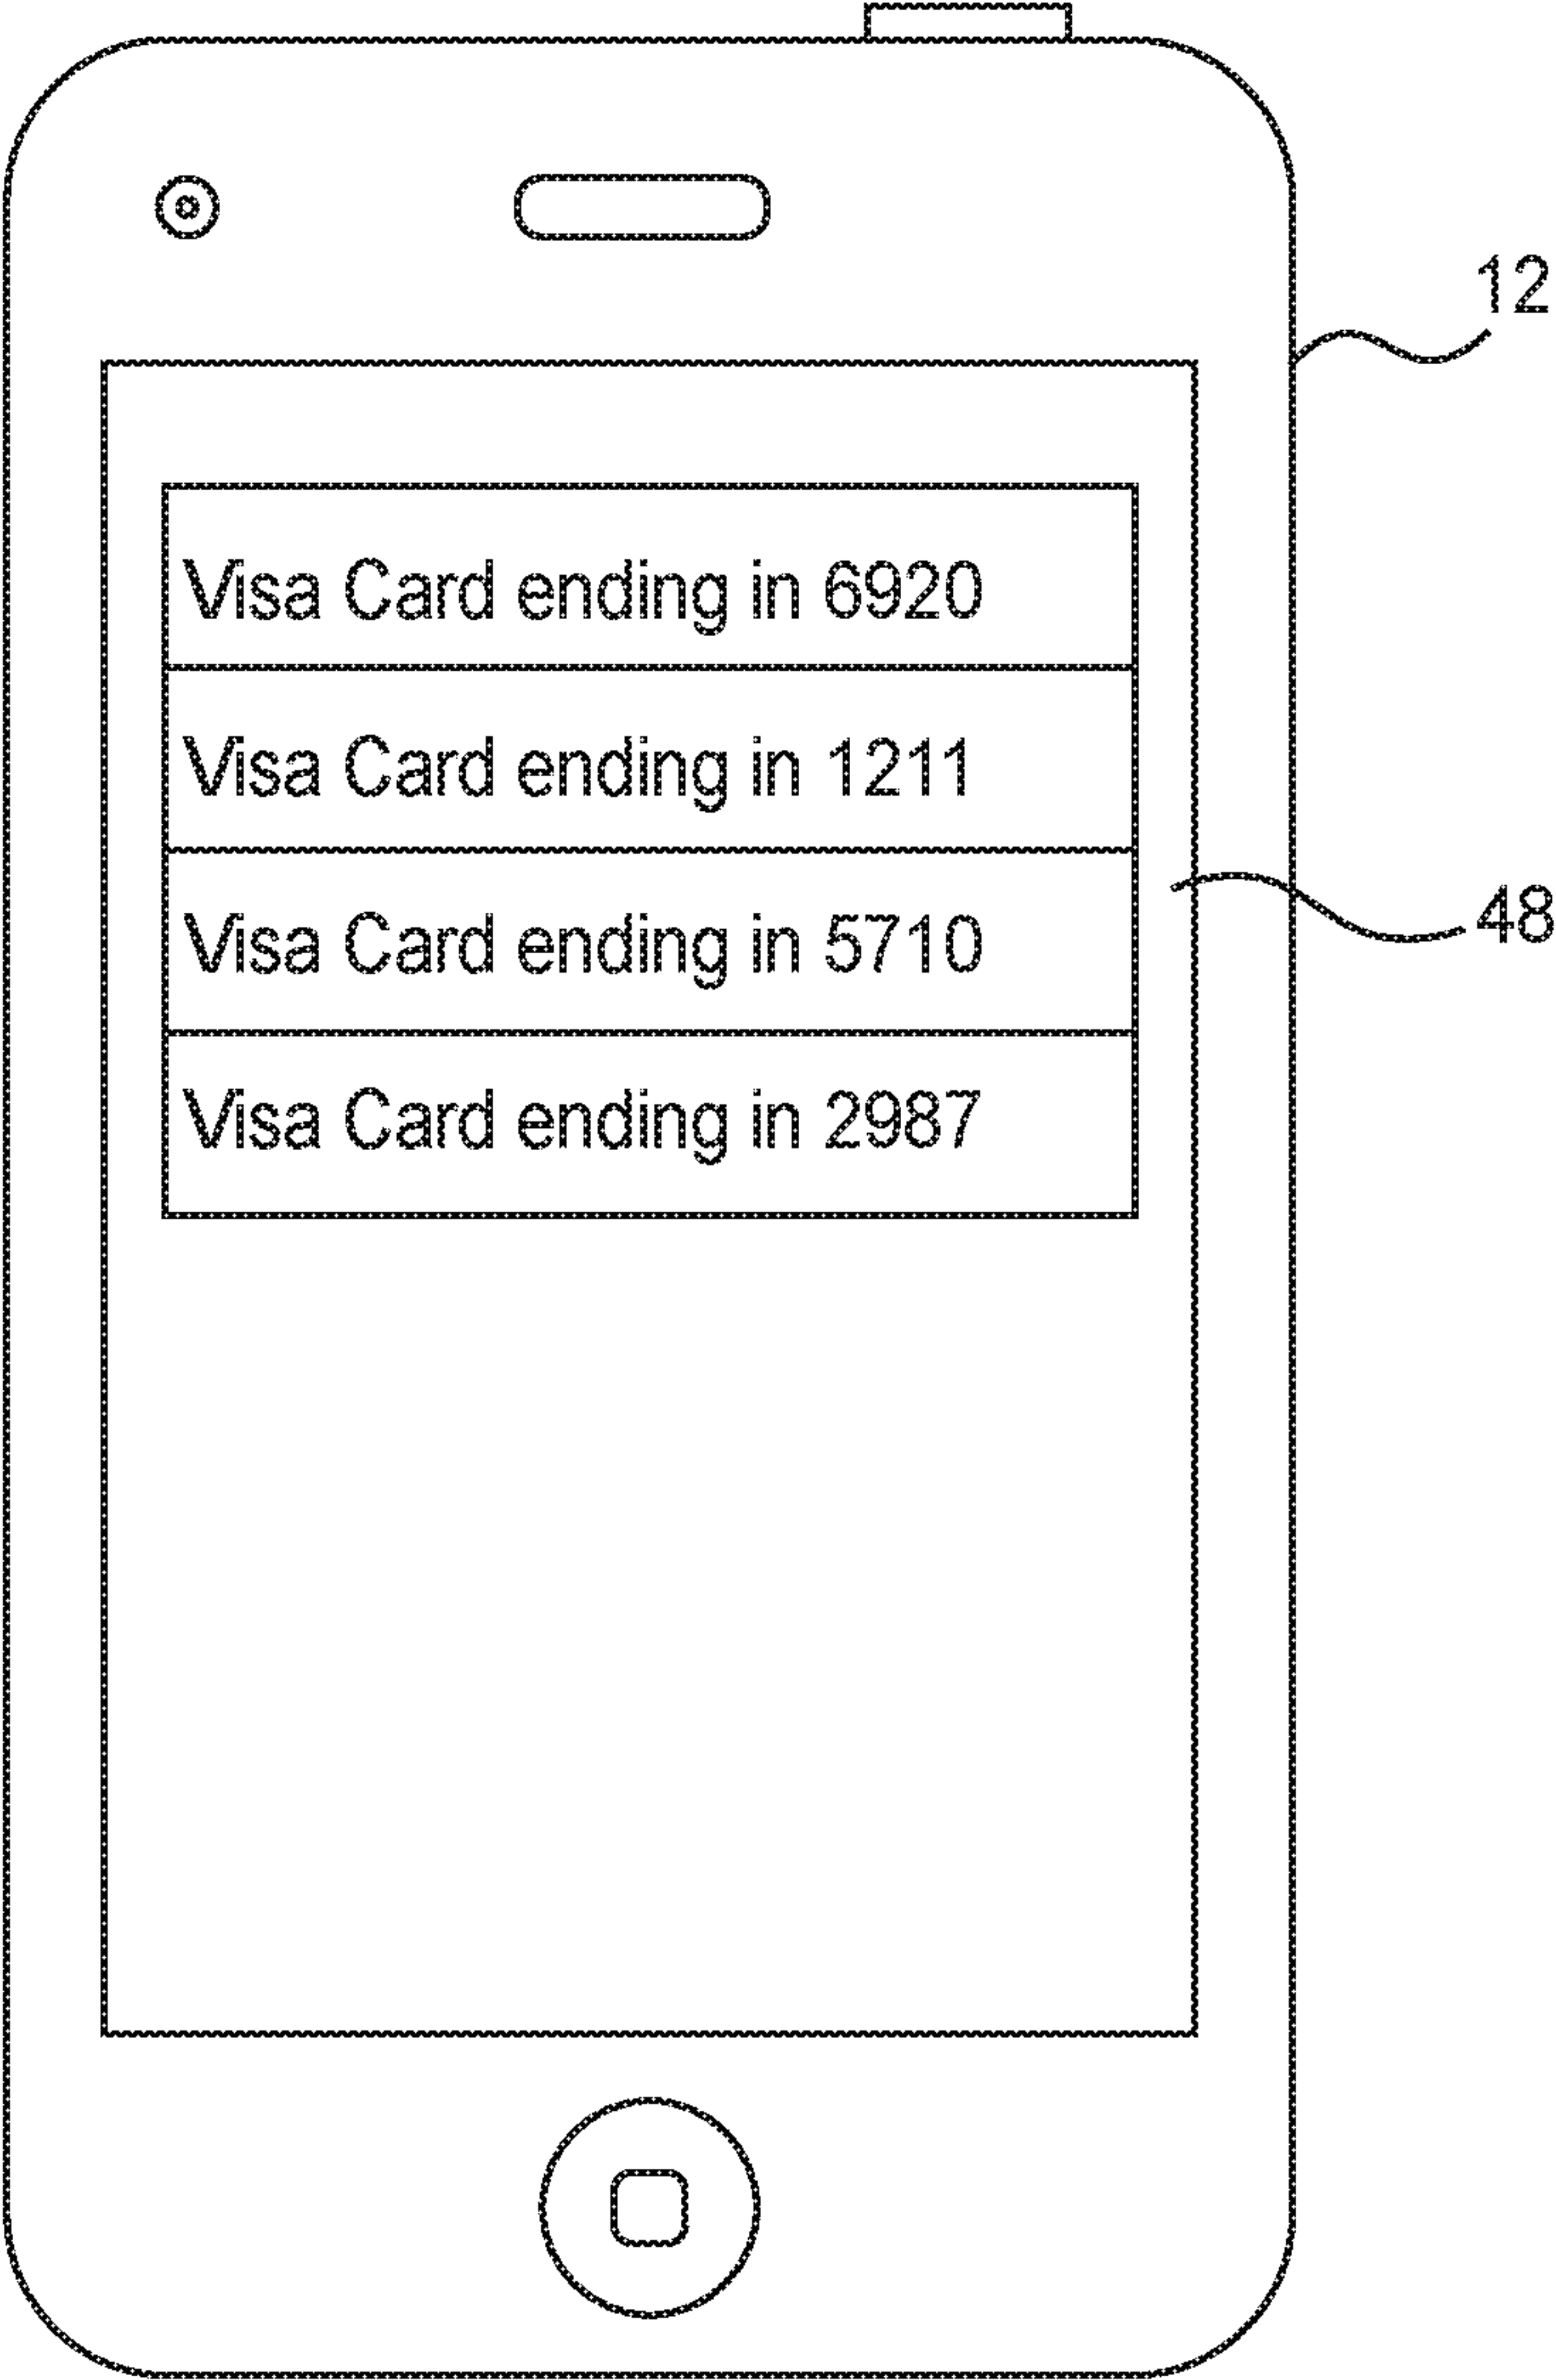 12
Visa Card ending in 6920
Visa Card ending in 1211
Visa Card ending in 5710
48
Visa Card ending in 2987